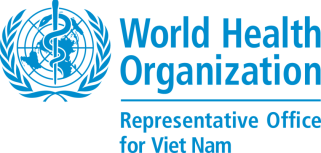 World Health
Organization
Representative Office
for Viet Nam